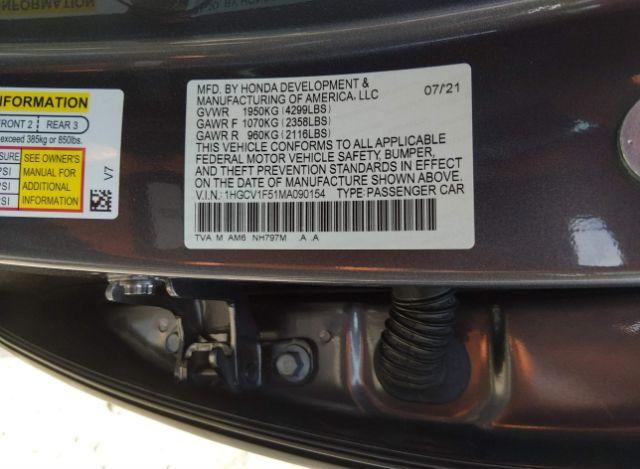 INFORMATION
FRONT 2 REAR 3
exceed 385kg or 850lbs.
SEE OWNER'S
PSI MANUAL FOR
ADDITIONAL
PSI INFORMATION
V7
MFD. BY HONDA DEVELOPMENT & 07/21
MANUFACTURING OF AMERICA, LLC
GVWR 1950KG (4299LBS)
GAWR F 1070KG (2358LBS)
GAWR R 960KG (2116LBS)
THIS VEHICLE CONFORMS TO ALL APPLICABLE
FEDERAL MOTOR VEHICLE SAFETY, BUMPER,
AND THEFT PREVENTION STANDARDS IN EFFECT
ON THE DATE OF MANUFACTURE SHOWN ABOVE.
V.I.N.: 1HGCV1F51MA090154 TYPE: PASSENGER CAR
TVA M AM6 NH797M .A .A